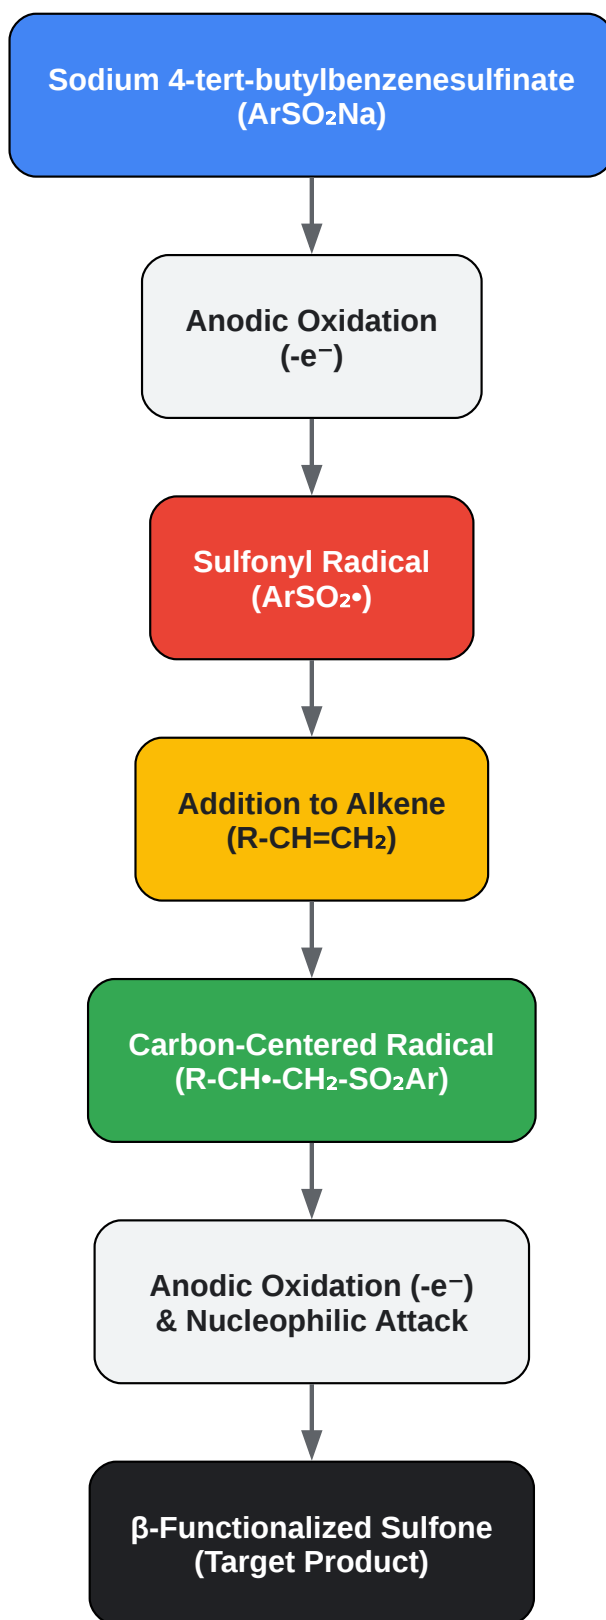 Sodium 4-tert-butylbenzenesulfinate
(ArSO₂Na)
Anodic Oxidation
(-e⁻)
Sulfonyl Radical
(ArSO₂•)
Addition to Alkene
(R-CH=CH₂)
Carbon-Centered Radical
(R-CH•-CH₂-SO₂Ar)
Anodic Oxidation (-e⁻)
& Nucleophilic Attack
β-Functionalized Sulfone
(Target Product)